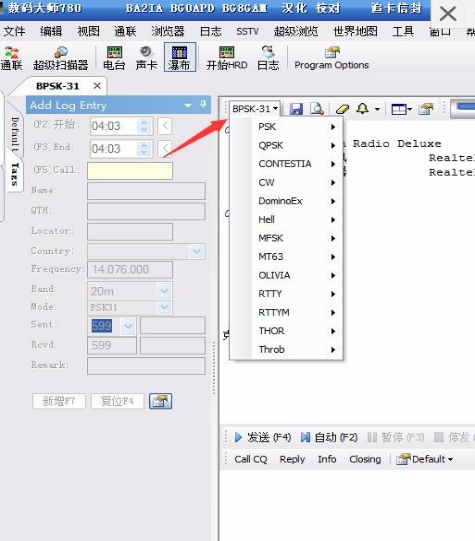 数码大师780 BA2IA BG0APD BG8GAM 汉化 校对 追卡信封
文件 编辑 视图 通联 浏览器 日志 SSTV 超级浏览 世界地图 工具 窗口
通联 超级扫描器 电台 声卡 瀑布 开始HRD 日志 Program Options
BPSK-31 X
Default
Tags
Add Log Entry
(F2)开始: 04:03 <
(F3)End: 04:03 <
(F5)Call:
Name:
QTH:
Locator:
Country:
Frequency: 14.076.000
Band: 20m
Mode: PSK31
Sent: 599
Rcvd: 599
Remark:
新增F7 复位F4
BPSK-31
PSK
QPSK
CONTESTIA
CW
DominoEx
Hell
MFSK
MT63
OLIVIA
RTTY
RTTYM
THOR
Throb
Radio Deluxe
Realte
Realte
发送 (F4) 自动 (F2) 暂停 (F3) 停发
Call CQ Reply Info Closing Default